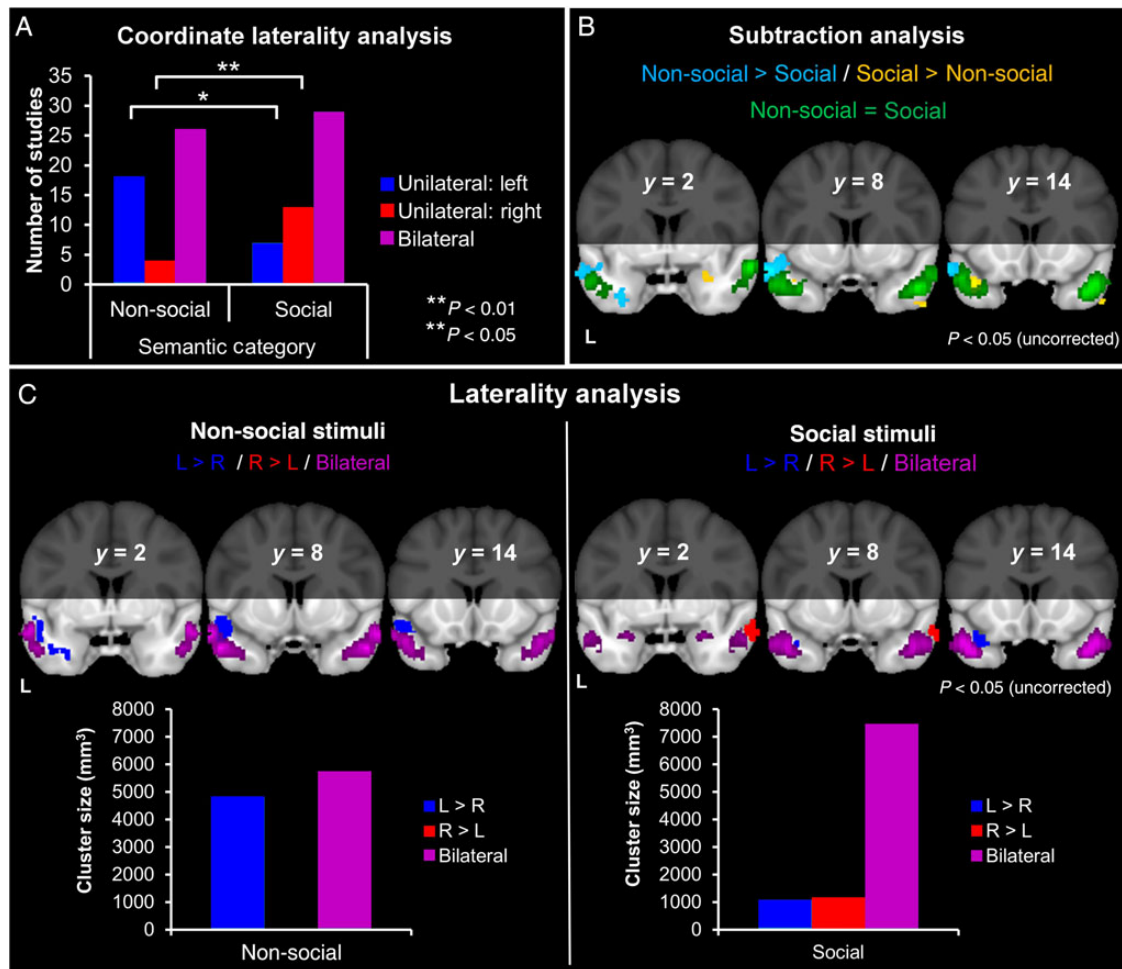 A
Coordinate laterality analysis
**
*
35
30
25
20
15
10
5
0
Number of studies
Unilateral: left
Unilateral: right
Bilateral
Non-social
Social
Semantic category
**P < 0.01
**P < 0.05
B
Subtraction analysis
Non-social > Social / Social > Non-social
Non-social = Social
y = 2
y = 8
y = 14
L
P < 0.05 (uncorrected)
C
Laterality analysis
Non-social stimuli
L > R / R > L / Bilateral
y = 2
y = 8
y = 14
L
8000
7000
6000
5000
4000
3000
2000
1000
0
Cluster size (mm³)
L > R
R > L
Bilateral
Non-social
Social stimuli
L > R / R > L / Bilateral
y = 2
y = 8
y = 14
L
P < 0.05 (uncorrected)
8000
7000
6000
5000
4000
3000
2000
1000
0
Cluster size (mm³)
L > R
R > L
Bilateral
Social